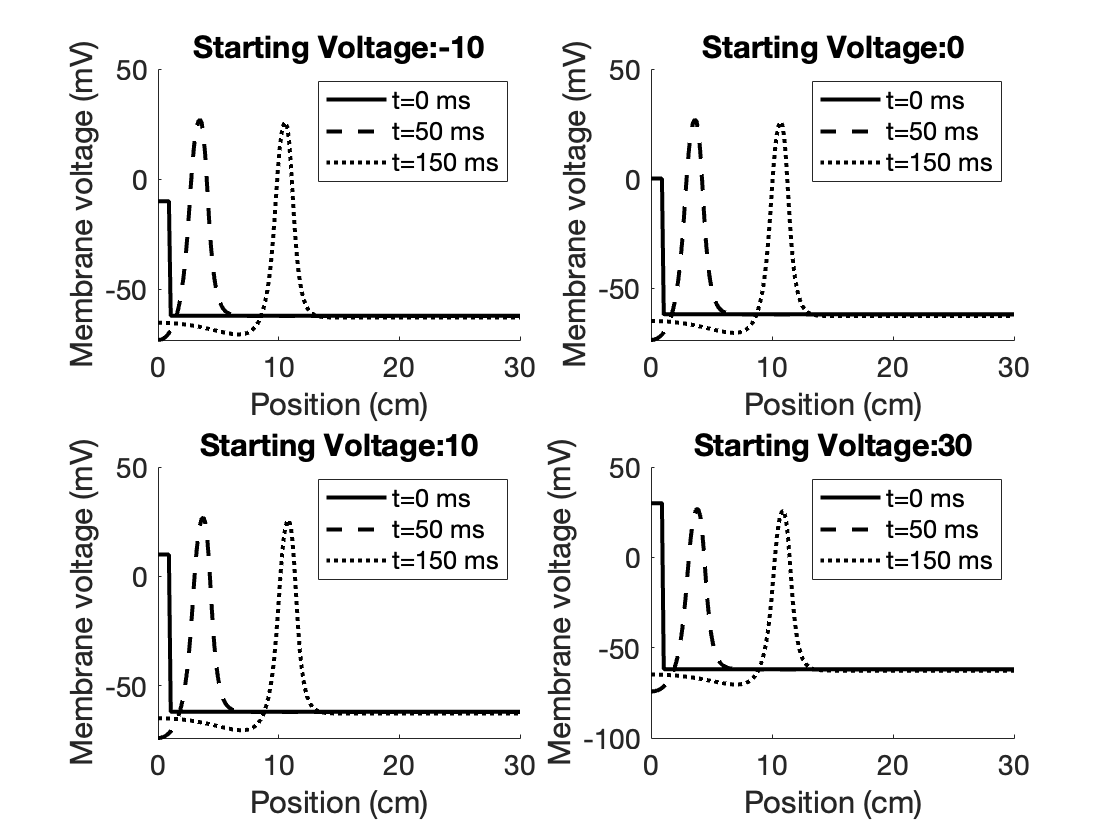 Starting Voltage:-10
Membrane voltage (mV)
50
0
-50
t=0 ms
t=50 ms
t=150 ms
0
10
20
30
Position (cm)
Starting Voltage:0
Membrane voltage (mV)
50
0
-50
t=0 ms
t=50 ms
t=150 ms
0
10
20
30
Position (cm)
Starting Voltage:10
Membrane voltage (mV)
50
0
-50
t=0 ms
t=50 ms
t=150 ms
0
10
20
30
Position (cm)
Starting Voltage:30
Membrane voltage (mV)
50
0
-50
-100
t=0 ms
t=50 ms
t=150 ms
0
10
20
30
Position (cm)